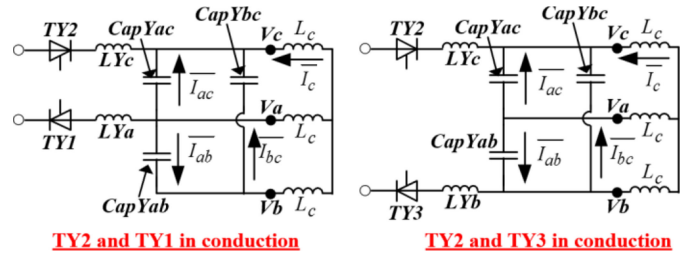 CapYac CapYbc
TY2 LYc Vc Lc
Iac Ic
TY1 LYa Va Lc
Iab Ibc
CapYab Vb Lc
TY2 and TY1 in conduction
CapYac CapYbc
TY2 LYc Vc Lc
Iac Ic
Va Lc
CapYab Iab Ibc
Lc
TY3 LYb Vb
TY2 and TY3 in conduction